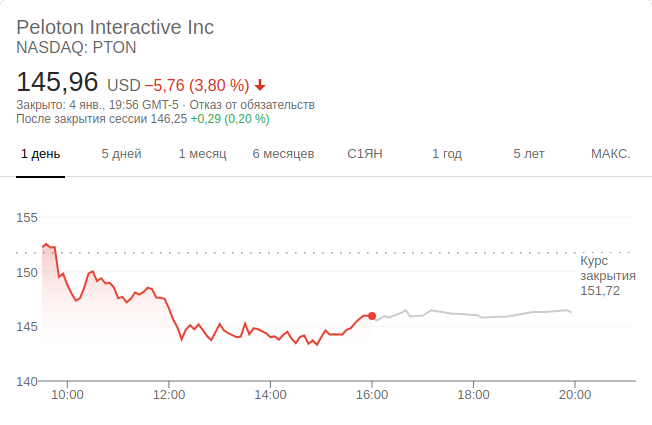 Peloton Interactive Inc
NASDAQ: PTON
145,96 USD −5,76 (3,80 %)
Закрыто: 4 янв., 19:56 GMT-5 · Отказ от обязательств
После закрытия сессии 146,25 +0,29 (0,20 %)
1 день 5 дней 1 месяц 6 месяцев С1ЯН 1 год 5 лет МАКС.
155
150
145
140
Курс
закрытия
151,72
10:00 12:00 14:00 16:00 18:00 20:00